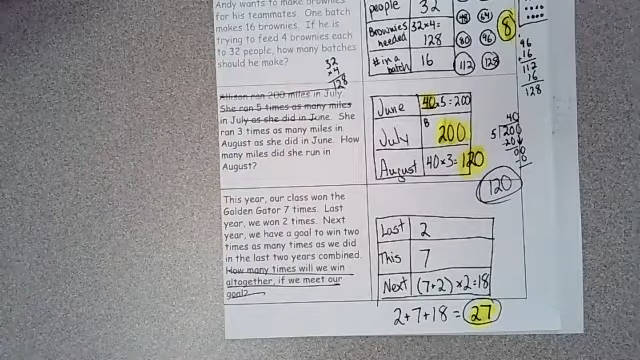 Andy wants to make brownies
for his teammates. One batch
makes 16 brownies. If he is
trying to feed 4 brownies each
to 32 people, how many batches
should he make?
32
×4
128
people 32
Brownies needed 32×4=
128
# in a batch 16
48 64
80 96
112 128
8
96
16
112
16
128
Allison ran 200 miles in July.
She ran 5 times as many miles
in July as she did in June. She
ran 3 times as many miles in
August as she did in June. How
many miles did she run in
August?
June 40×5=200
July 200
August 40×3=120
40
5 200
-20
00
0
120
This year, our class won the
Golden Gator 7 times. Last
year, we won 2 times. Next
year, we have a goal to win two
times as many times as we did
in the last two years combined.
How many times will we win
altogether, if we meet our
goal?
Last 2
This 7
Next (7+2)×2=18
2+7+18=27